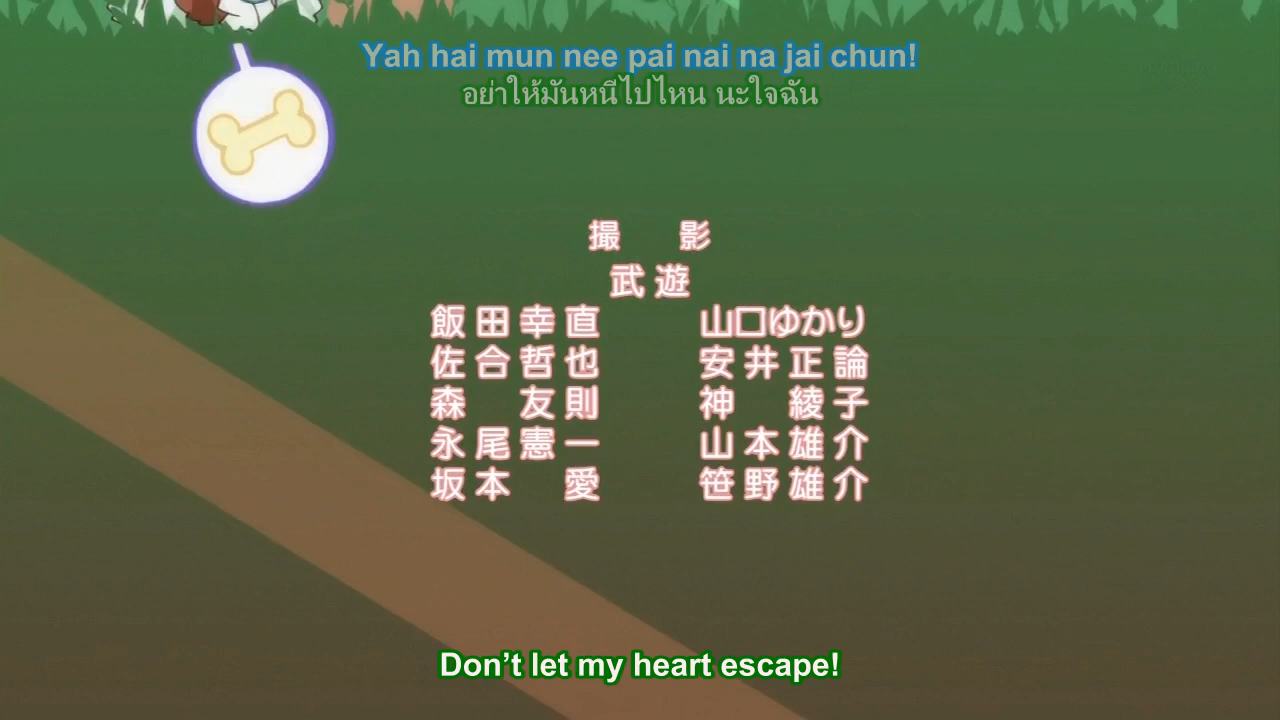 Yah hai mun nee pai nai na jai chun!
อย่าให้มันหนีไปไหน นะใจฉัน
撮 影
武遊
飯田幸直 山口ゆかり
佐合哲也 安井正論
森 友則 神 綾子
永尾憲一 山本雄介
坂本 愛 笹野雄介
Don't let my heart escape!